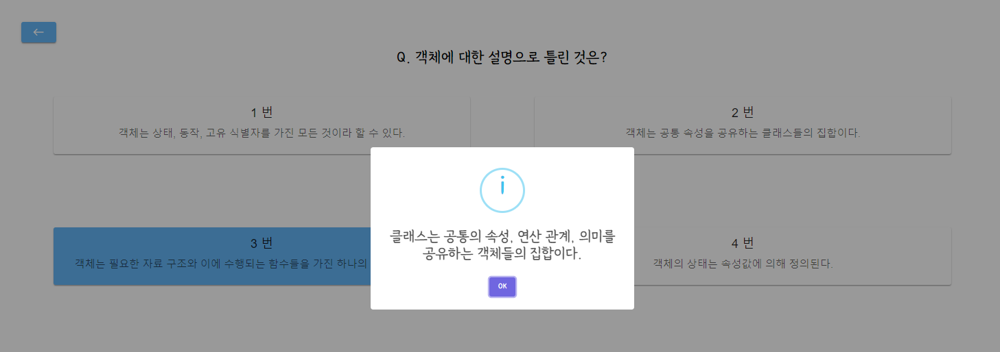 Q. 객체에 대한 설명으로 틀린 것은?
1 번
객체는 상태, 동작, 고유 식별자를 가진 모든 것이라 할 수 있다.
2 번
객체는 공통 속성을 공유하는 클래스들의 집합이다.
클래스는 공통의 속성, 연산 관계, 의미를
공유하는 객체들의 집합이다.
OK
3 번
객체는 필요한 자료 구조와 이에 수행되는 함수들을 가진 하나의
4 번
객체의 상태는 속성값에 의해 정의된다.